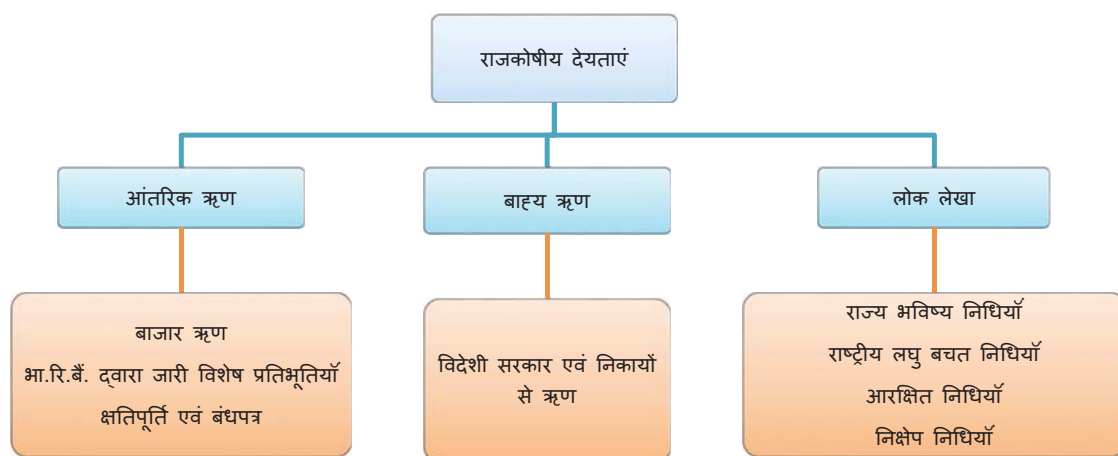 राजकोषीय देयताएं
आंतरिक ऋण
बाह्य ऋण
लोक लेखा
बाजार ऋण
भा.रि.बैं. द्वारा जारी विशेष प्रतिभूतियॉ
क्षतिपूर्ति एवं बंधपत्र
विदेशी सरकार एवं निकायों
से ऋण
राज्य भविष्य निधियॉ
राष्ट्रीय लघु बचत निधियॉ
आरक्षित निधियॉ
निक्षेप निधियॉ